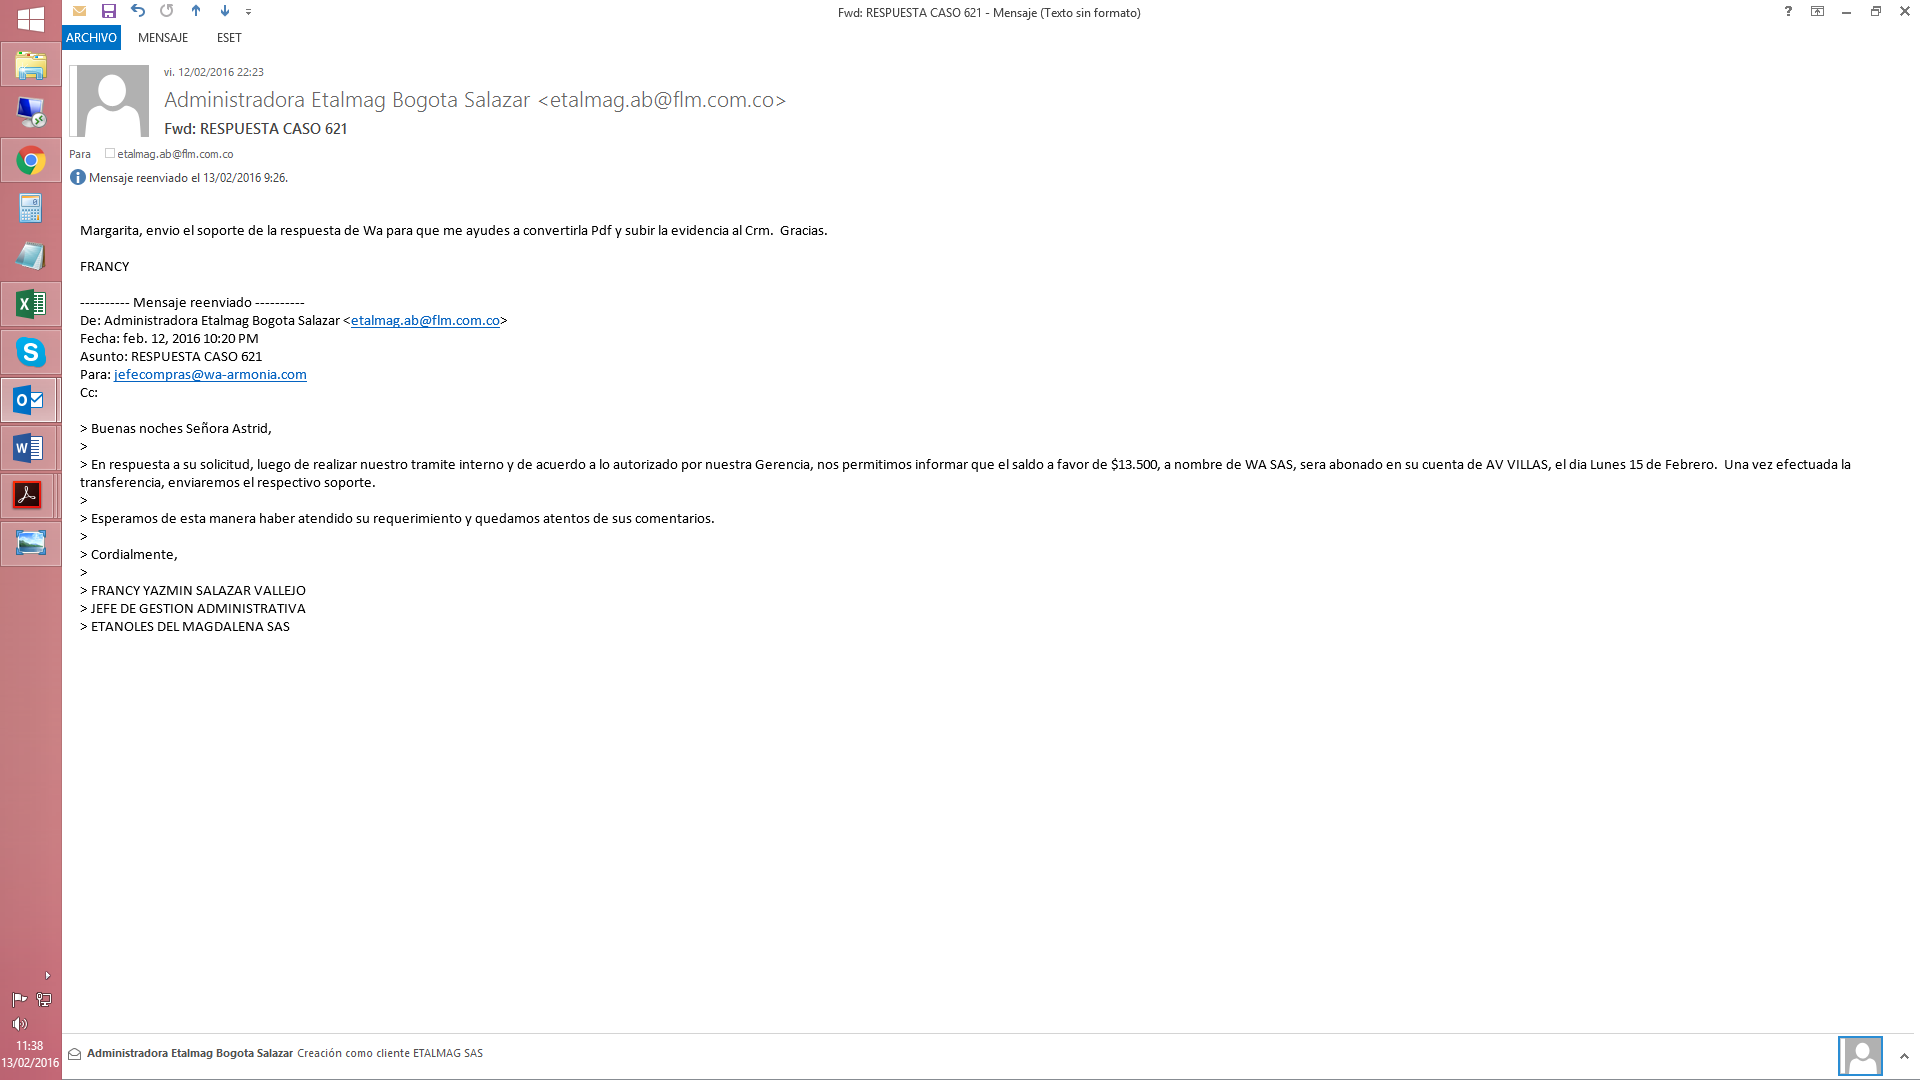 Fwd: RESPUESTA CASO 621 - Mensaje (Texto sin formato)
ARCHIVO MENSAJE ESET
vi. 12/02/2016 22:23
Administradora Etalmag Bogota Salazar <etalmag.ab@flm.com.co>
Fwd: RESPUESTA CASO 621
Para etalmag.ab@flm.com.co
Mensaje reenviado el 13/02/2016 9:26.
Margarita, envio el soporte de la respuesta de Wa para que me ayudes a convertirla Pdf y subir la evidencia al Crm.  Gracias.
FRANCY
---------- Mensaje reenviado ----------
De: Administradora Etalmag Bogota Salazar <etalmag.ab@flm.com.co>
Fecha: feb. 12, 2016 10:20 PM
Asunto: RESPUESTA CASO 621
Para: jefecompras@wa-armonia.com
Cc:
> Buenas noches Señora Astrid,
>
> En respuesta a su solicitud, luego de realizar nuestro tramite interno y de acuerdo a lo autorizado por nuestra Gerencia, nos permitimos informar que el saldo a favor de $13.500, a nombre de WA SAS, sera abonado en su cuenta de AV VILLAS, el dia Lunes 15 de Febrero.  Una vez efectuada la
transferencia, enviaremos el respectivo soporte.
>
> Esperamos de esta manera haber atendido su requerimiento y quedamos atentos de sus comentarios.
>
> Cordialmente,
>
> FRANCY YAZMIN SALAZAR VALLEJO
> JEFE DE GESTION ADMINISTRATIVA
> ETANOLES DEL MAGDALENA SAS
11:38
13/02/2016
Administradora Etalmag Bogota Salazar Creación como cliente ETALMAG SAS